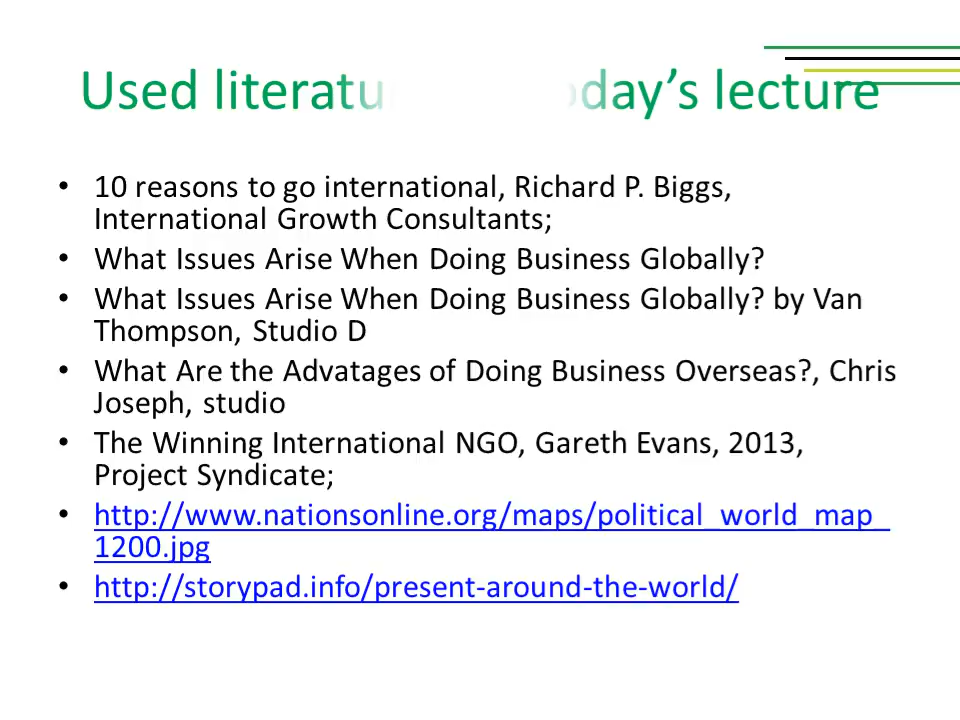 Used literatu day's lecture
• 10 reasons to go international, Richard P. Biggs,
International Growth Consultants;
• What Issues Arise When Doing Business Globally?
• What Issues Arise When Doing Business Globally? by Van
Thompson, Studio D
• What Are the Advatages of Doing Business Overseas?, Chris
Joseph, studio
• The Winning International NGO, Gareth Evans, 2013,
Project Syndicate;
• http://www.nationsonline.org/maps/political_world_map_
1200.jpg
• http://storypad.info/present-around-the-world/